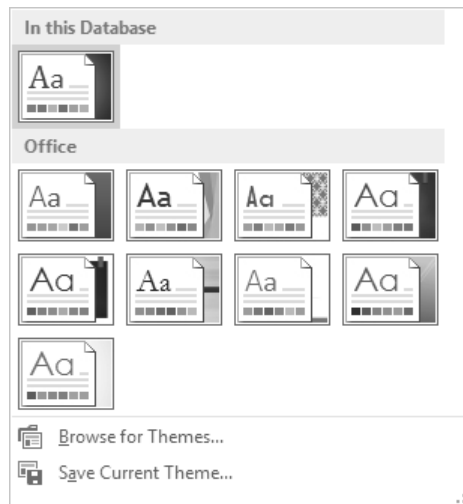 In this Database
Aa
Office
Aa Aa Aa Aa
Aa Aa Aa Aa
Aa
Browse for Themes...
Save Current Theme...